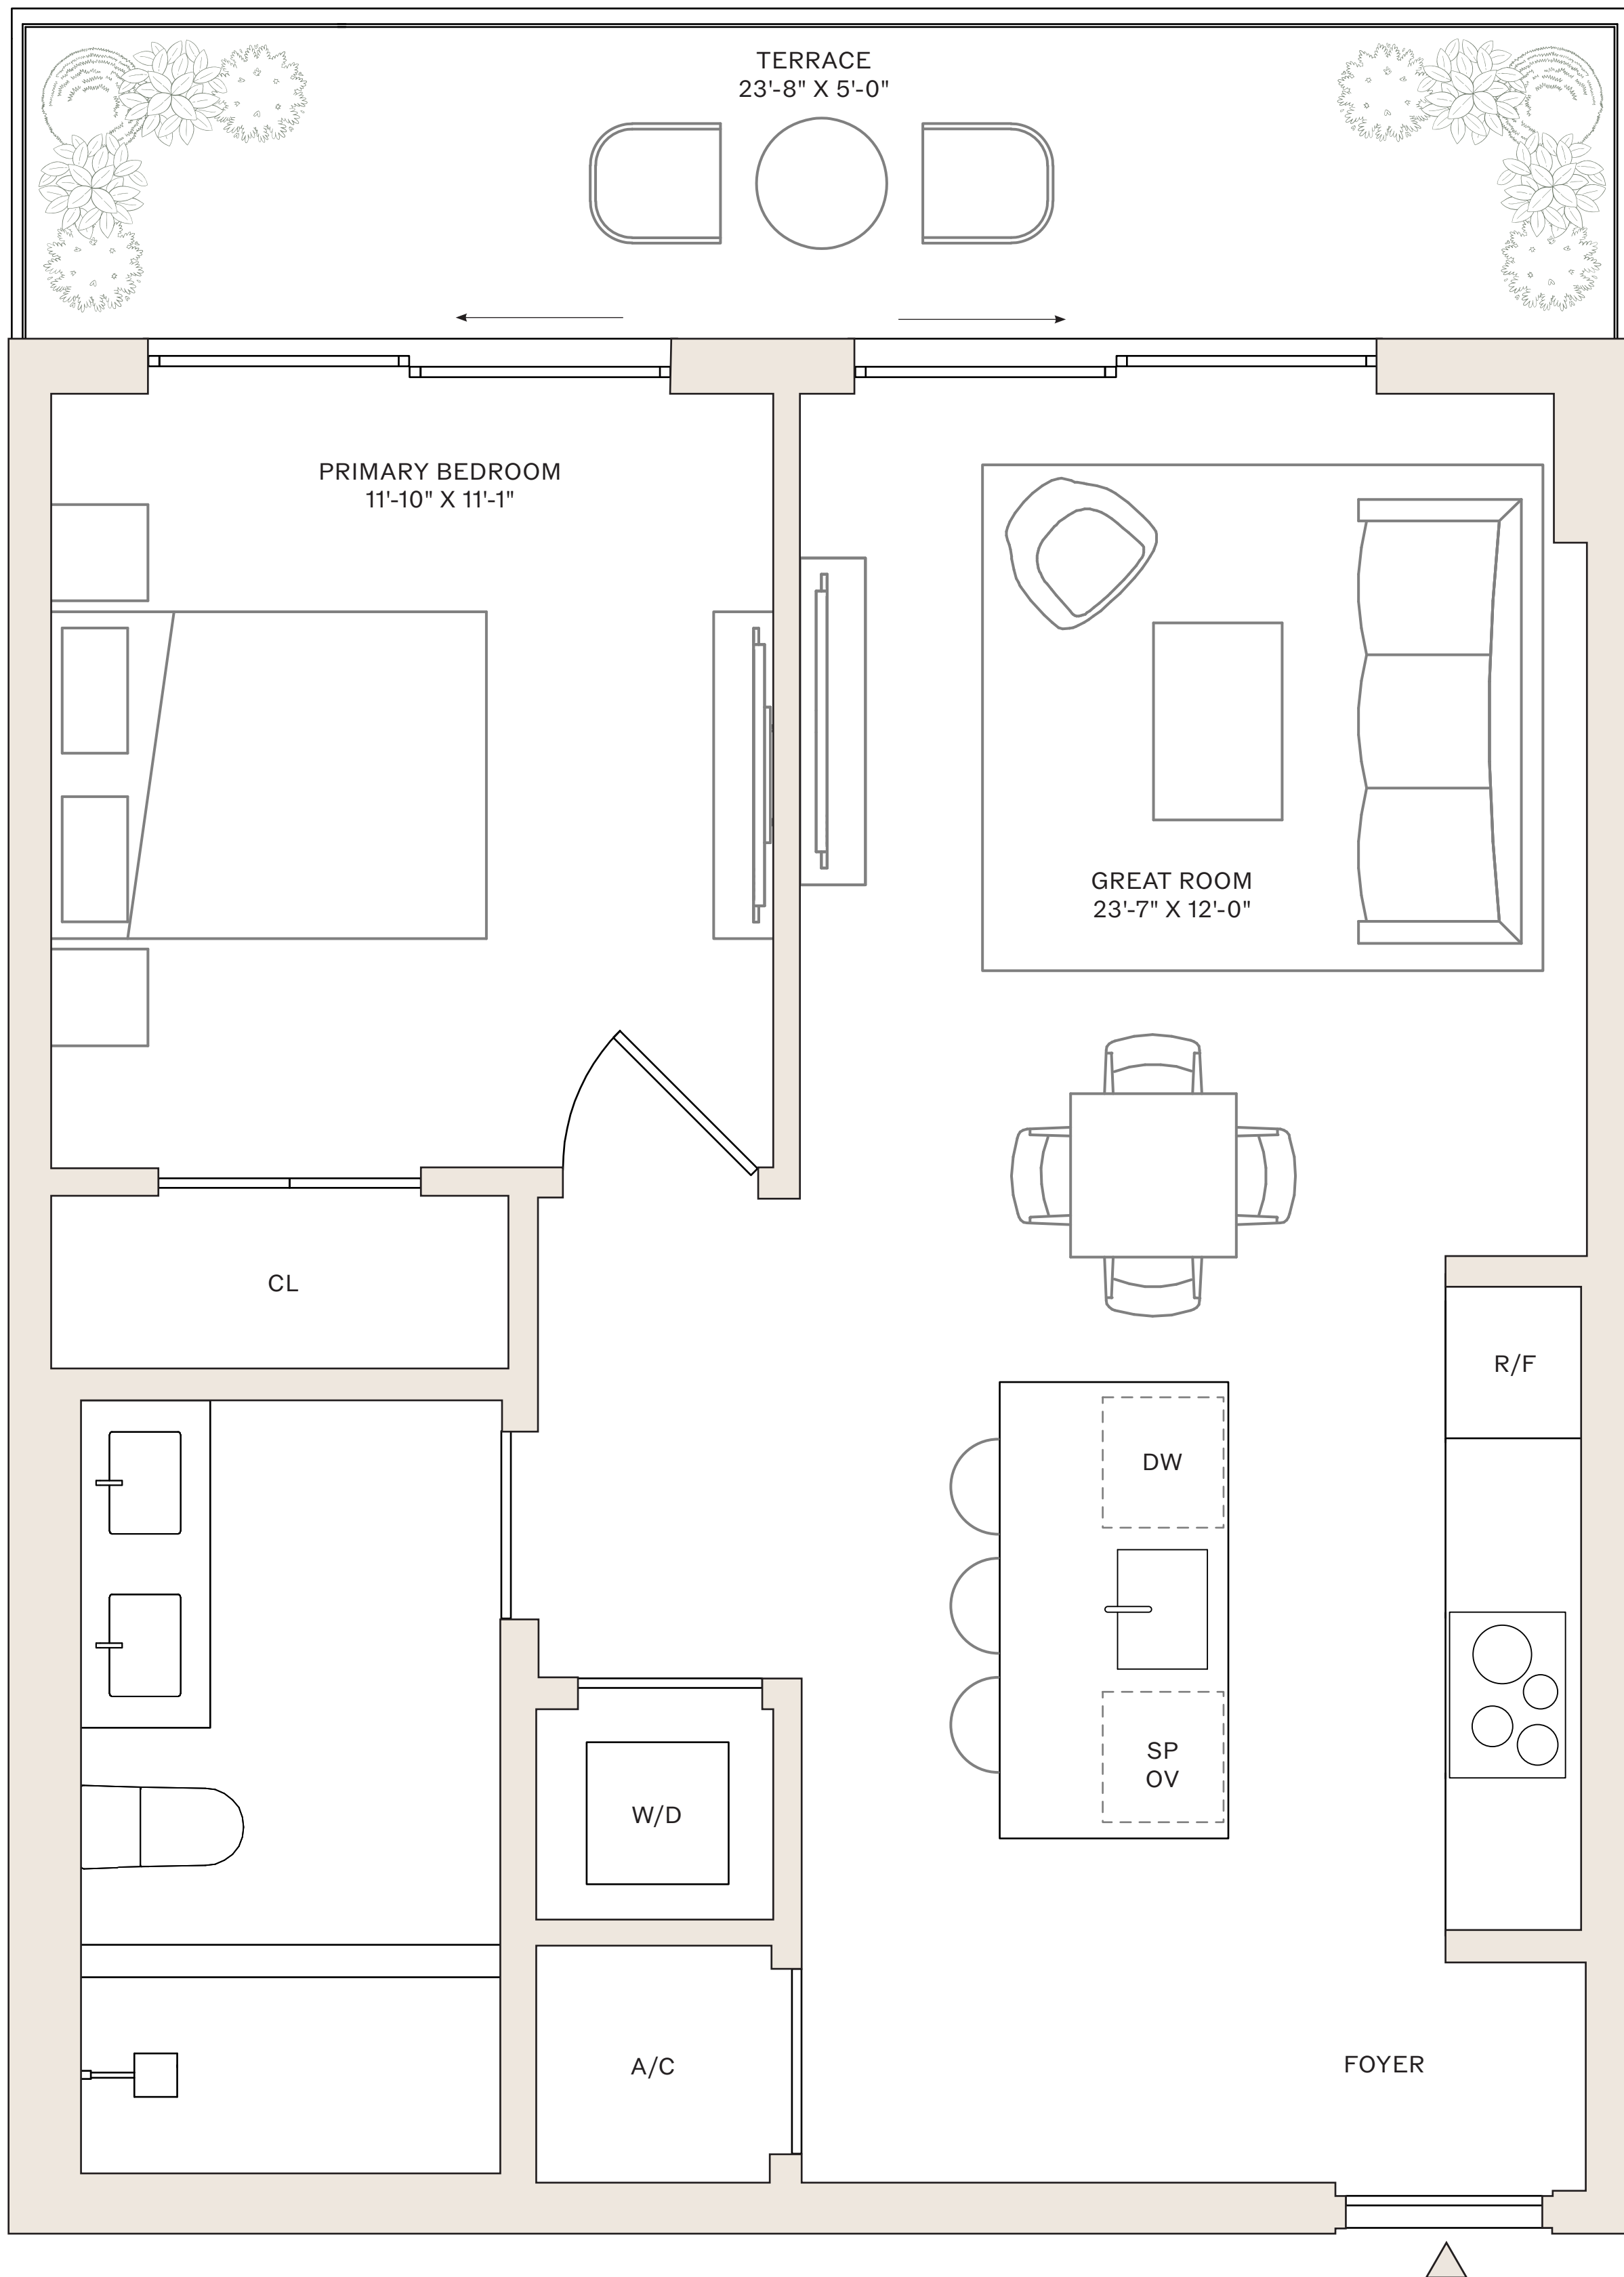 TERRACE
23'-8" X 5'-0"
PRIMARY BEDROOM
11'-10" X 11'-1"
GREAT ROOM
23'-7" X 12'-0"
CL
R/F
DW
SP
OV
W/D
A/C
FOYER